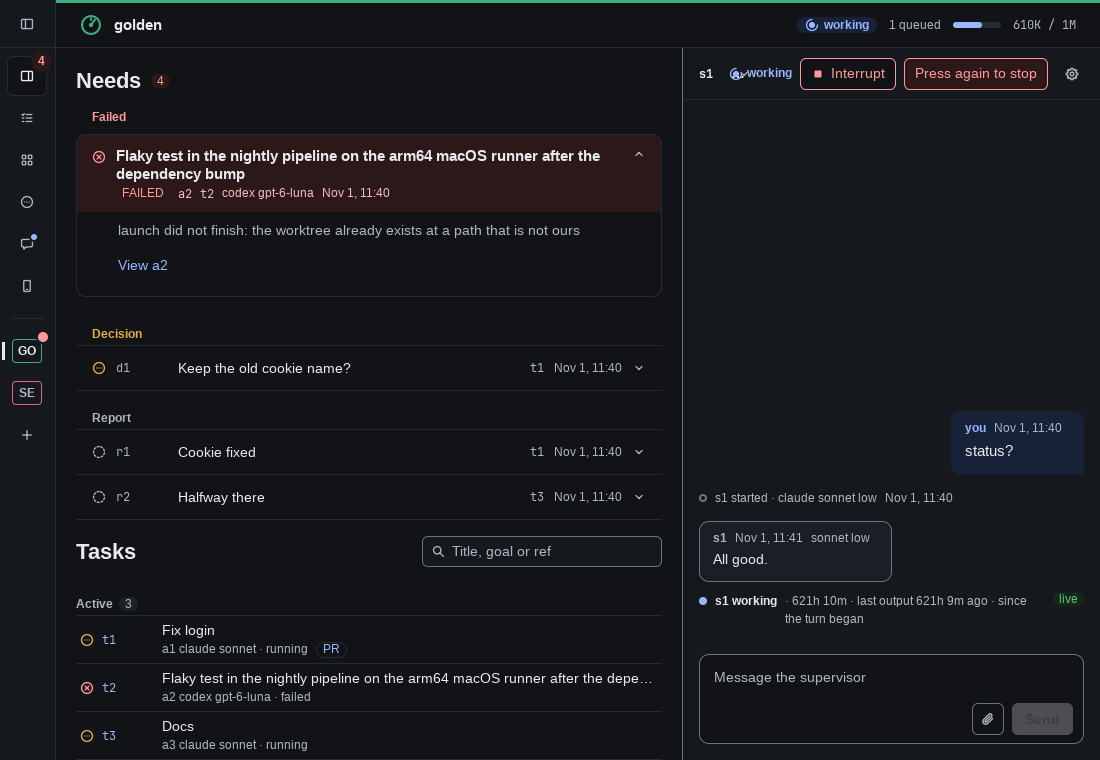 golden
working
1 queued
610K / 1M
4
GO
SE
Needs 4
Failed
Flaky test in the nightly pipeline on the arm64 macOS runner after the
dependency bump
FAILED a2 t2 codex gpt-6-luna Nov 1, 11:40
launch did not finish: the worktree already exists at a path that is not ours
View a2
Decision
d1 Keep the old cookie name? t1 Nov 1, 11:40
Report
r1 Cookie fixed t1 Nov 1, 11:40
r2 Halfway there t3 Nov 1, 11:40
Tasks
Title, goal or ref
Active 3
t1 Fix login
a1 claude sonnet · running PR
t2 Flaky test in the nightly pipeline on the arm64 macOS runner after the depe…
a2 codex gpt-6-luna · failed
t3 Docs
a3 claude sonnet · running
s1 working Interrupt Press again to stop
you Nov 1, 11:40
status?
s1 started · claude sonnet low Nov 1, 11:40
s1 Nov 1, 11:41 sonnet low
All good.
s1 working · 621h 10m · last output 621h 9m ago · since live
the turn began
Message the supervisor
Send